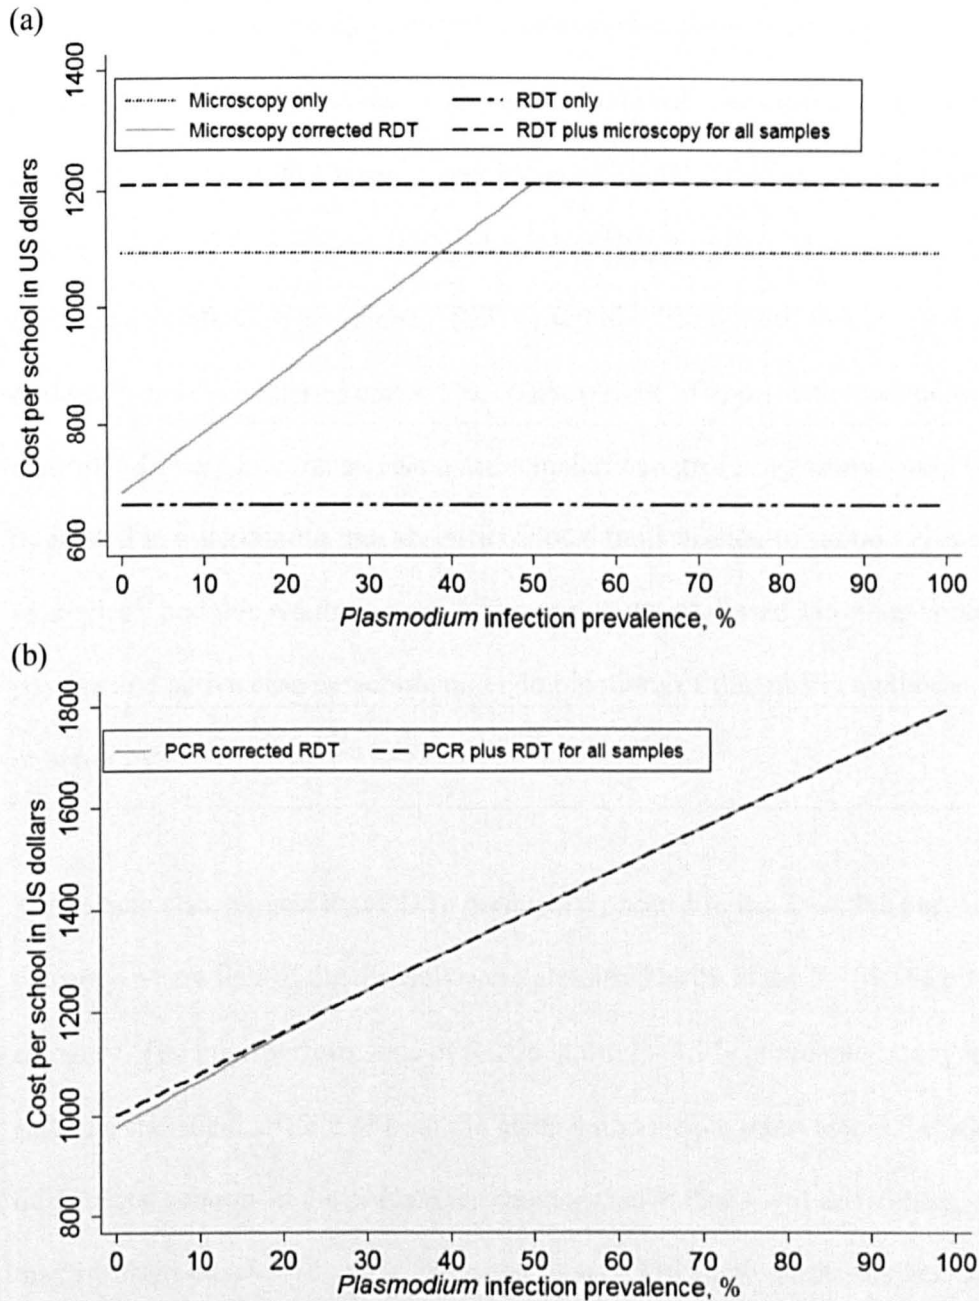 (a)
1400
1200
1000
800
600
Cost per school in US dollars
Microscopy only
RDT only
Microscopy corrected RDT
RDT plus microscopy for all samples
0 10 20 30 40 50 60 70 80 90 100
Plasmodium infection prevalence, %
(b)
1800
1600
1400
1200
1000
800
Cost per school in US dollars
PCR corrected RDT
PCR plus RDT for all samples
0 10 20 30 40 50 60 70 80 90 100
Plasmodium infection prevalence, %